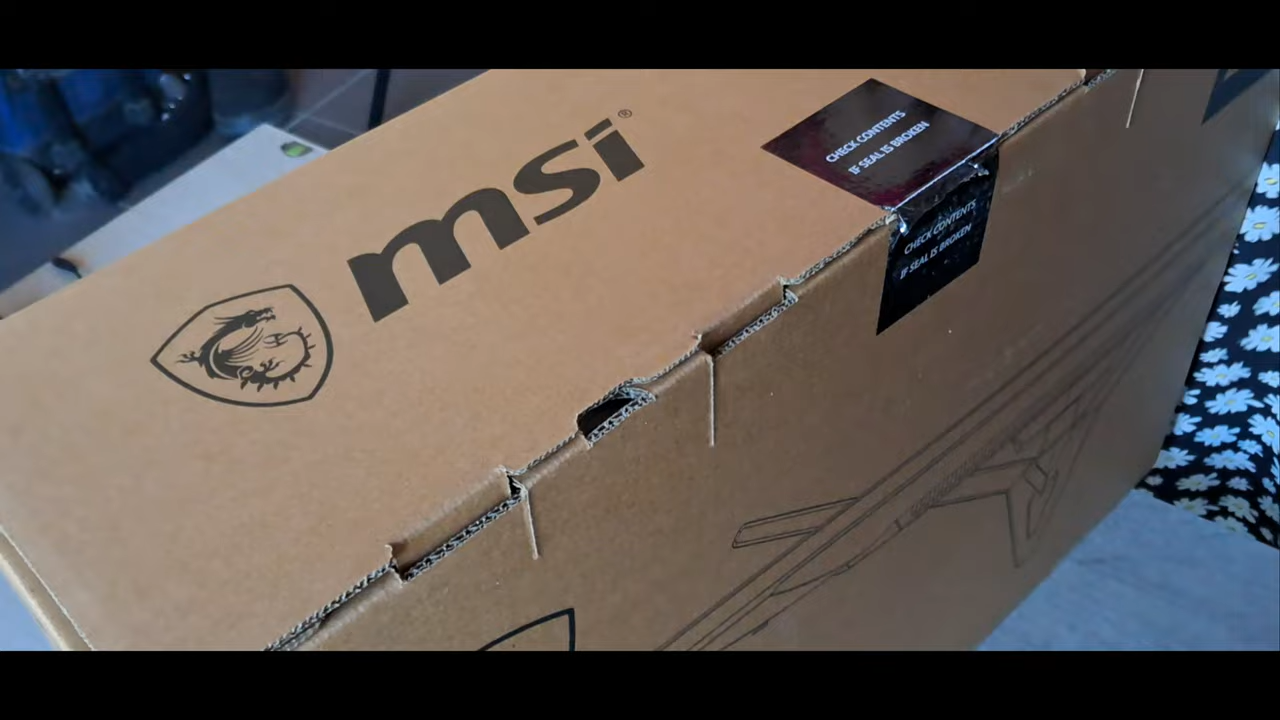 msi®
CHECK CONTENTS
IF SEAL IS BROKEN
CHECK CONTENTS
IF SEAL IS BROKEN